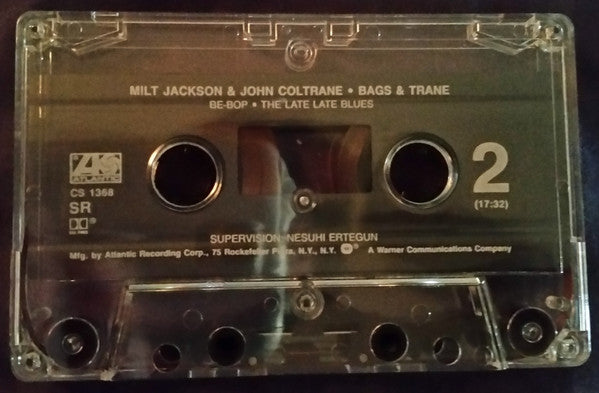 MILT JACKSON & JOHN COLTRANE • BAGS & TRANE
BE-BOP • THE LATE LATE BLUES
ATLANTIC
CS 1368
SR
2
(17:32)
SUPERVISION: NESUHI ERTEGUN
Mfg. by Atlantic Recording Corp., 75 Rockefeller Plaza, N.Y., N.Y. A Warner Communications Company